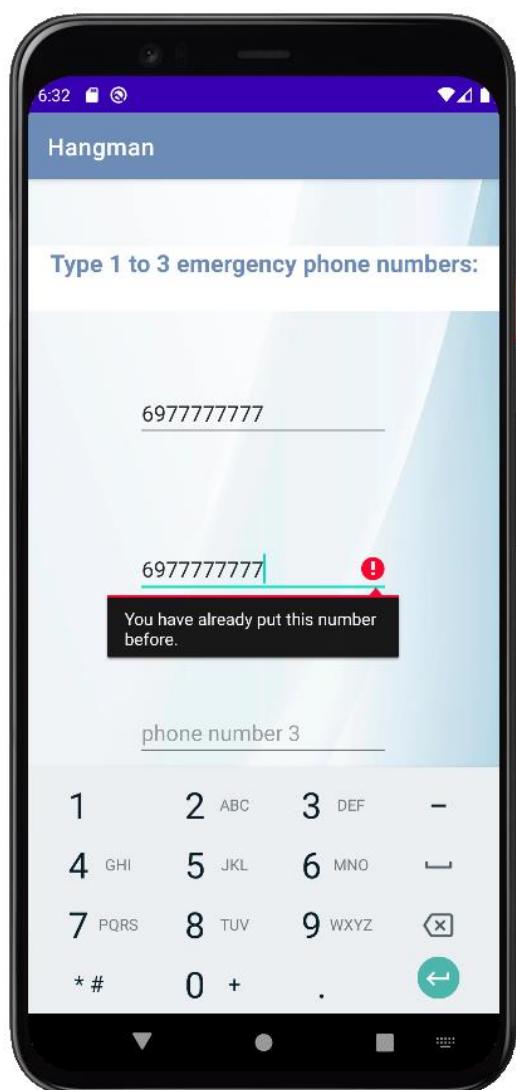 6:32
Hangman
Type 1 to 3 emergency phone numbers:
6977777777
6977777777
You have already put this number
before.
phone number 3
1 2 ABC 3 DEF -
4 GHI 5 JKL 6 MNO
7 PQRS 8 TUV 9 WXYZ
* # 0 + .